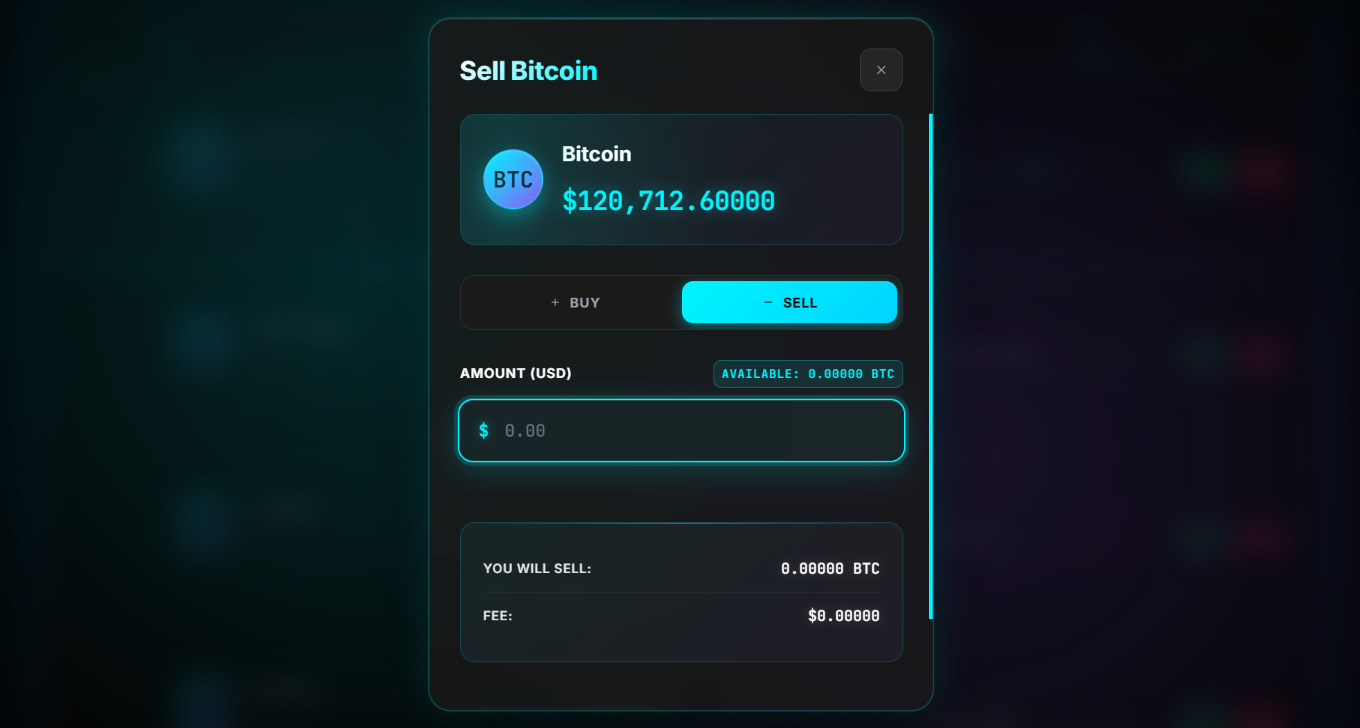 Sell Bitcoin ×
BTC
Bitcoin
$120,712.60000
+ BUY − SELL
AMOUNT (USD) AVAILABLE: 0.00000 BTC
$ 0.00
YOU WILL SELL: 0.00000 BTC
FEE: $0.00000